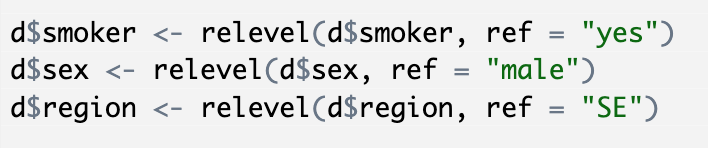 d$smoker <- relevel(d$smoker, ref = "yes")
d$sex <- relevel(d$sex, ref = "male")
d$region <- relevel(d$region, ref = "SE")